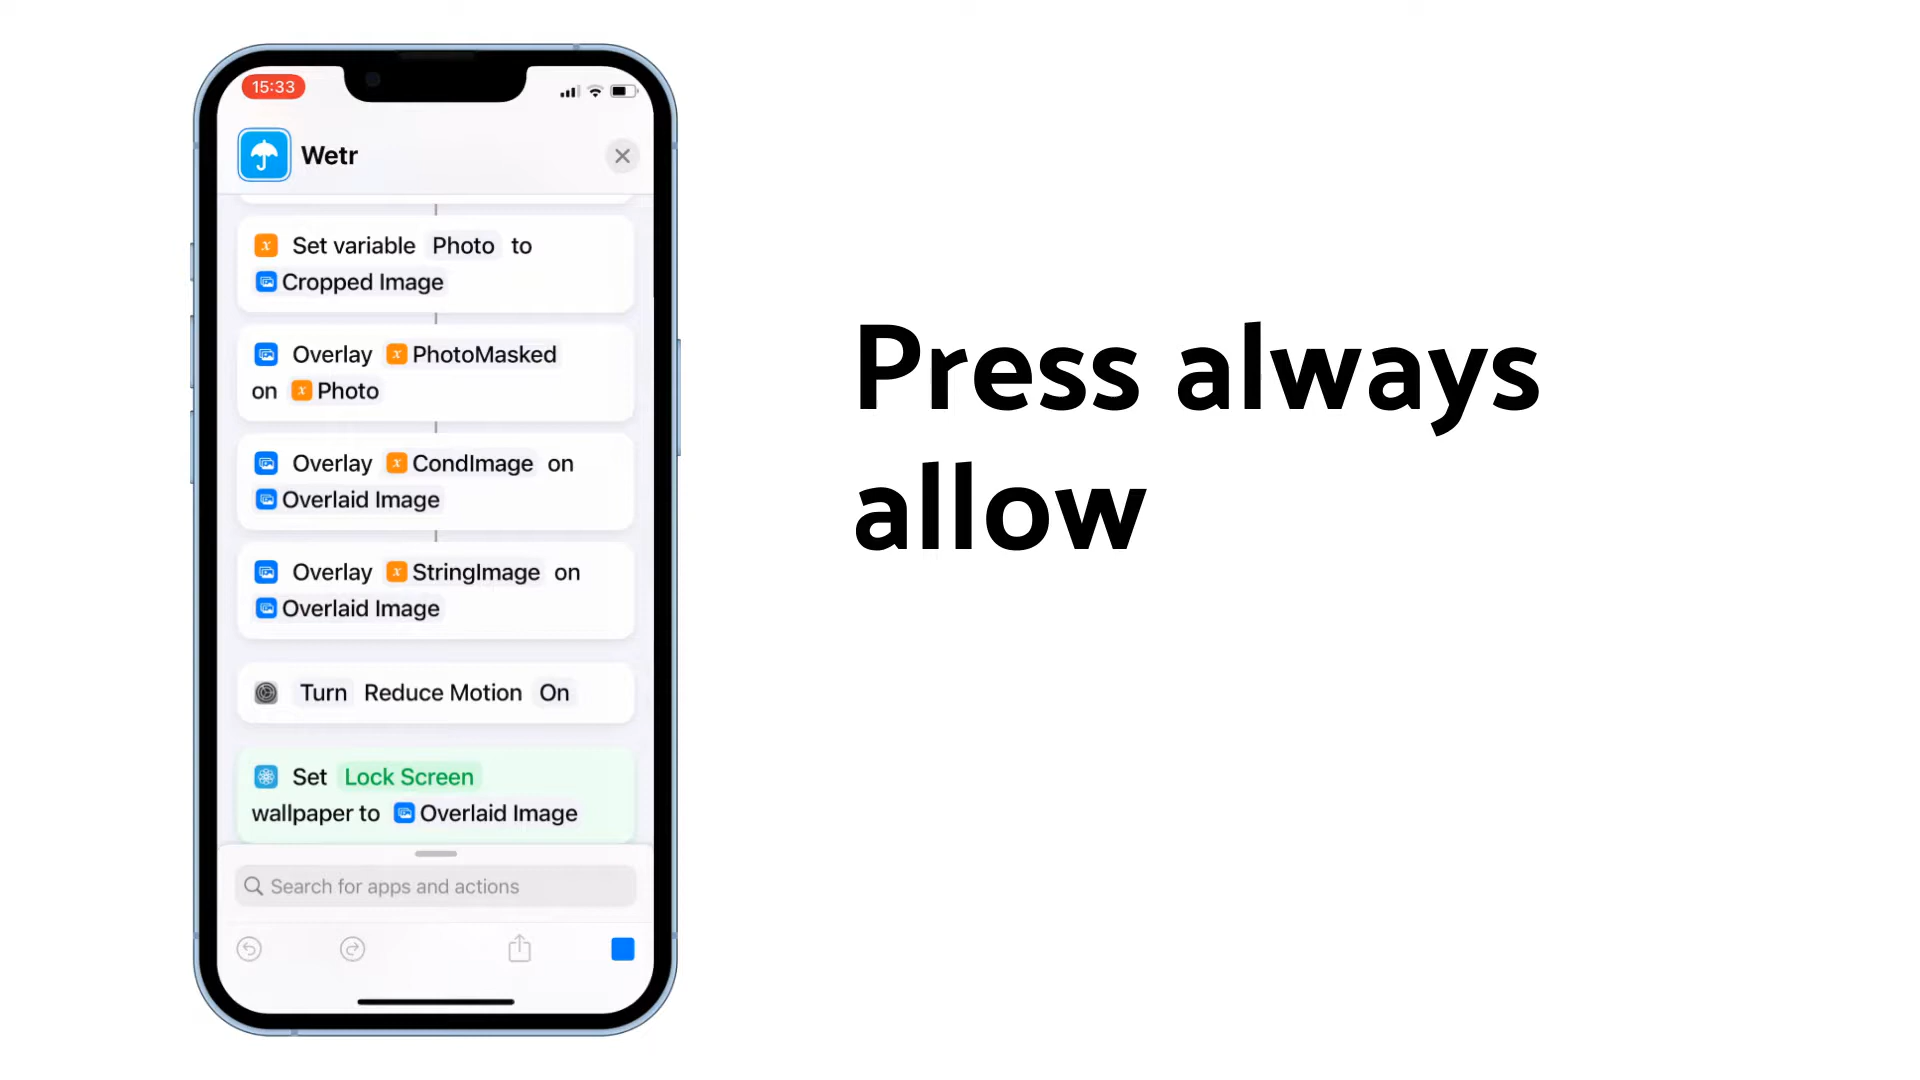 15:33
Wetr
Set variable Photo to
Cropped Image
Overlay x PhotoMasked
on x Photo
Overlay x CondImage on
Overlaid Image
Overlay x StringImage on
Overlaid Image
Turn Reduce Motion On
Set Lock Screen
wallpaper to Overlaid Image
Search for apps and actions
Press always
allow